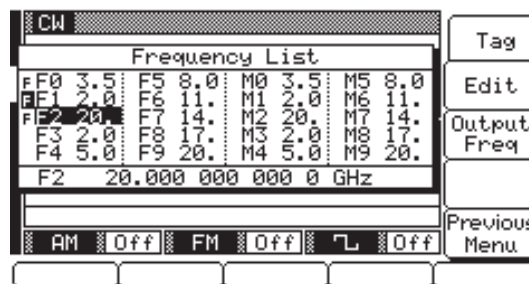 CW
Frequency List
F F0 3.5 F5 8.0 M0 3.5 M5 8.0
F F1 2.0 F6 11. M1 2.0 M6 11.
F F2 20. F7 14. M2 20. M7 14.
F3 2.0 F8 17. M3 2.0 M8 17.
F4 5.0 F9 20. M4 5.0 M9 20.
F2 20.000 000 000 0 GHz
AM Off FM Off Off
Tag
Edit
Output
Freq
Previous
Menu